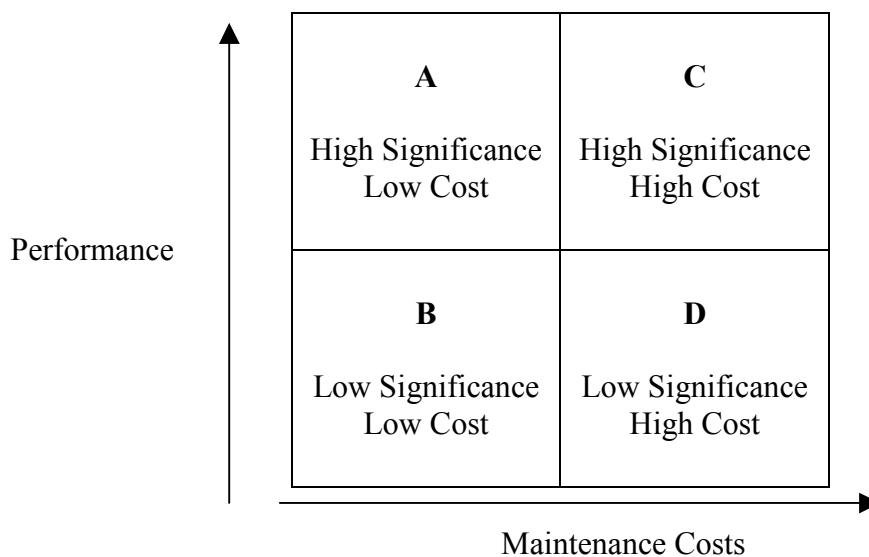 A
High Significance
Low Cost
C
High Significance
High Cost
Performance
B
Low Significance
Low Cost
D
Low Significance
High Cost
Maintenance Costs